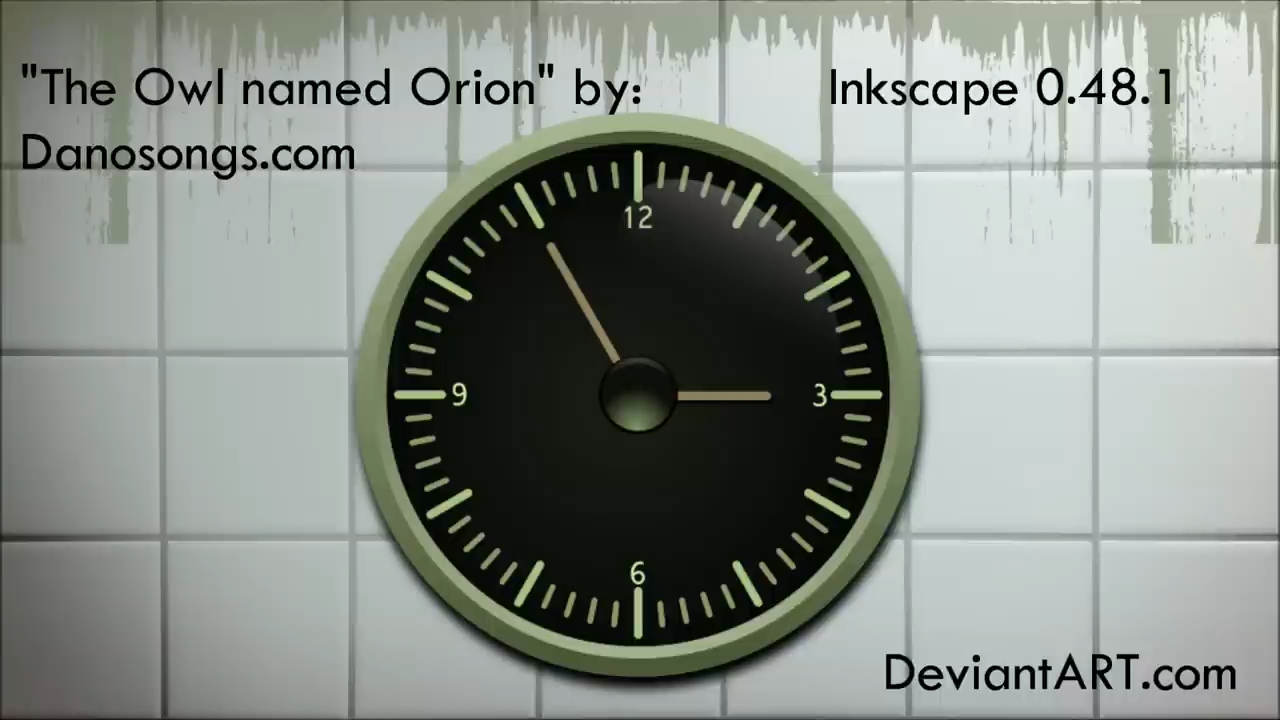 "The Owl named Orion" by:
Danosongs.com
Inkscape 0.48.1
12
9
3
6
DeviantART.com